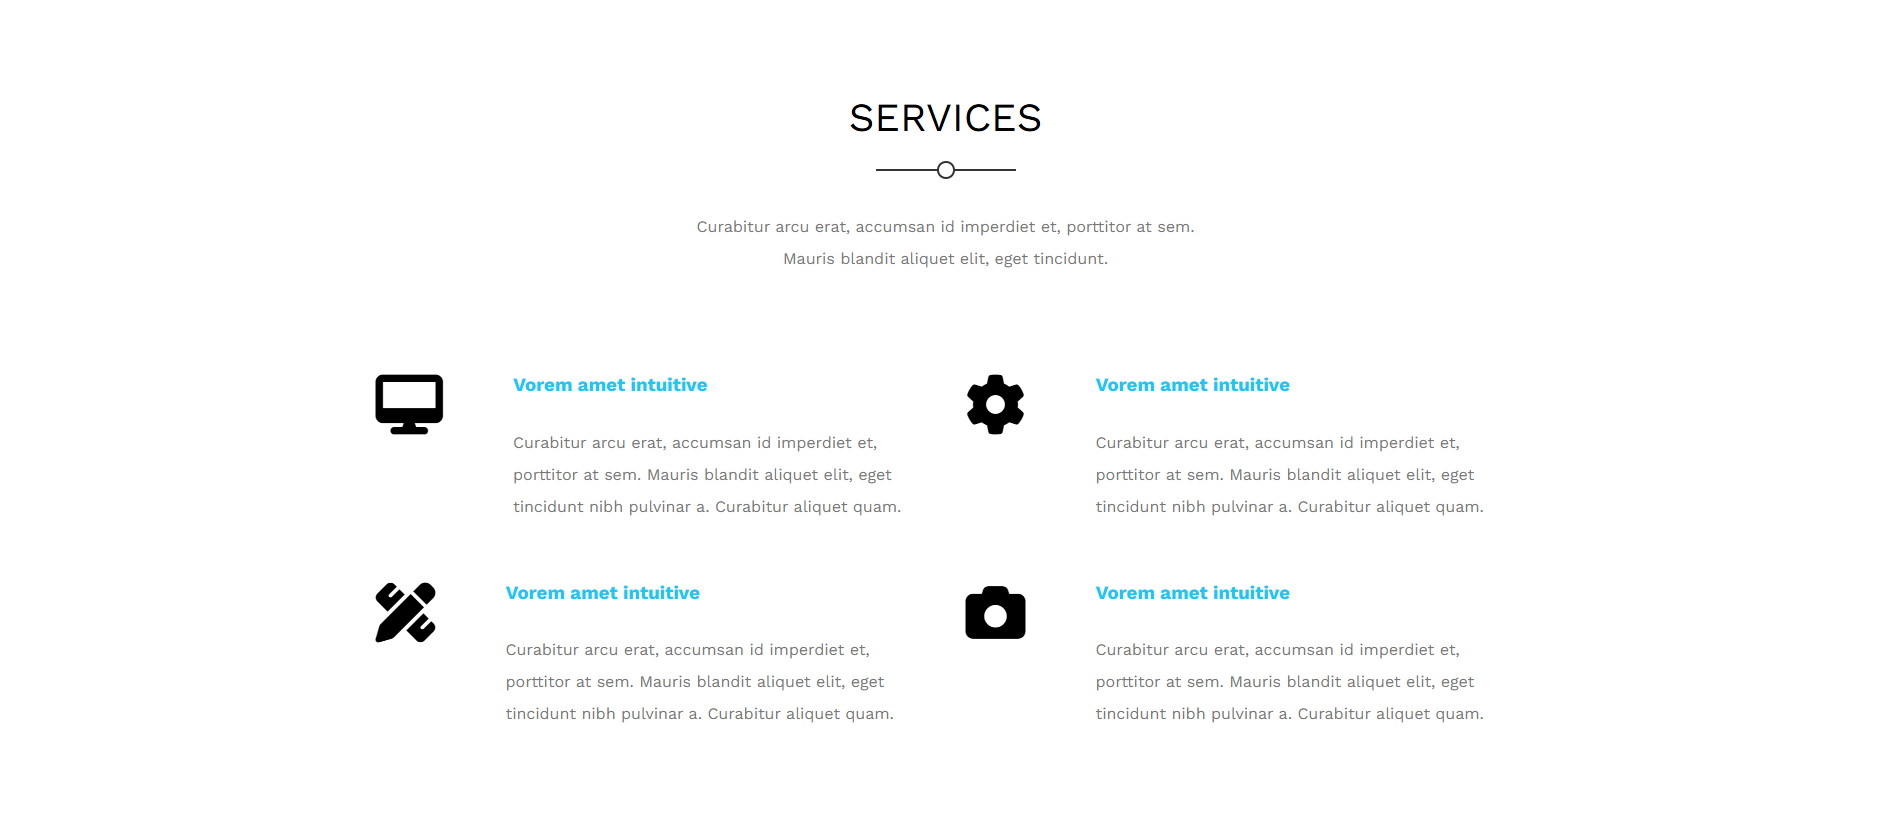 SERVICES
Curabitur arcu erat, accumsan id imperdiet et, porttitor at sem.
Mauris blandit aliquet elit, eget tincidunt.
Vorem amet intuitive
Curabitur arcu erat, accumsan id imperdiet et,
porttitor at sem. Mauris blandit aliquet elit, eget
tincidunt nibh pulvinar a. Curabitur aliquet quam.
Vorem amet intuitive
Curabitur arcu erat, accumsan id imperdiet et,
porttitor at sem. Mauris blandit aliquet elit, eget
tincidunt nibh pulvinar a. Curabitur aliquet quam.
Vorem amet intuitive
Curabitur arcu erat, accumsan id imperdiet et,
porttitor at sem. Mauris blandit aliquet elit, eget
tincidunt nibh pulvinar a. Curabitur aliquet quam.
Vorem amet intuitive
Curabitur arcu erat, accumsan id imperdiet et,
porttitor at sem. Mauris blandit aliquet elit, eget
tincidunt nibh pulvinar a. Curabitur aliquet quam.